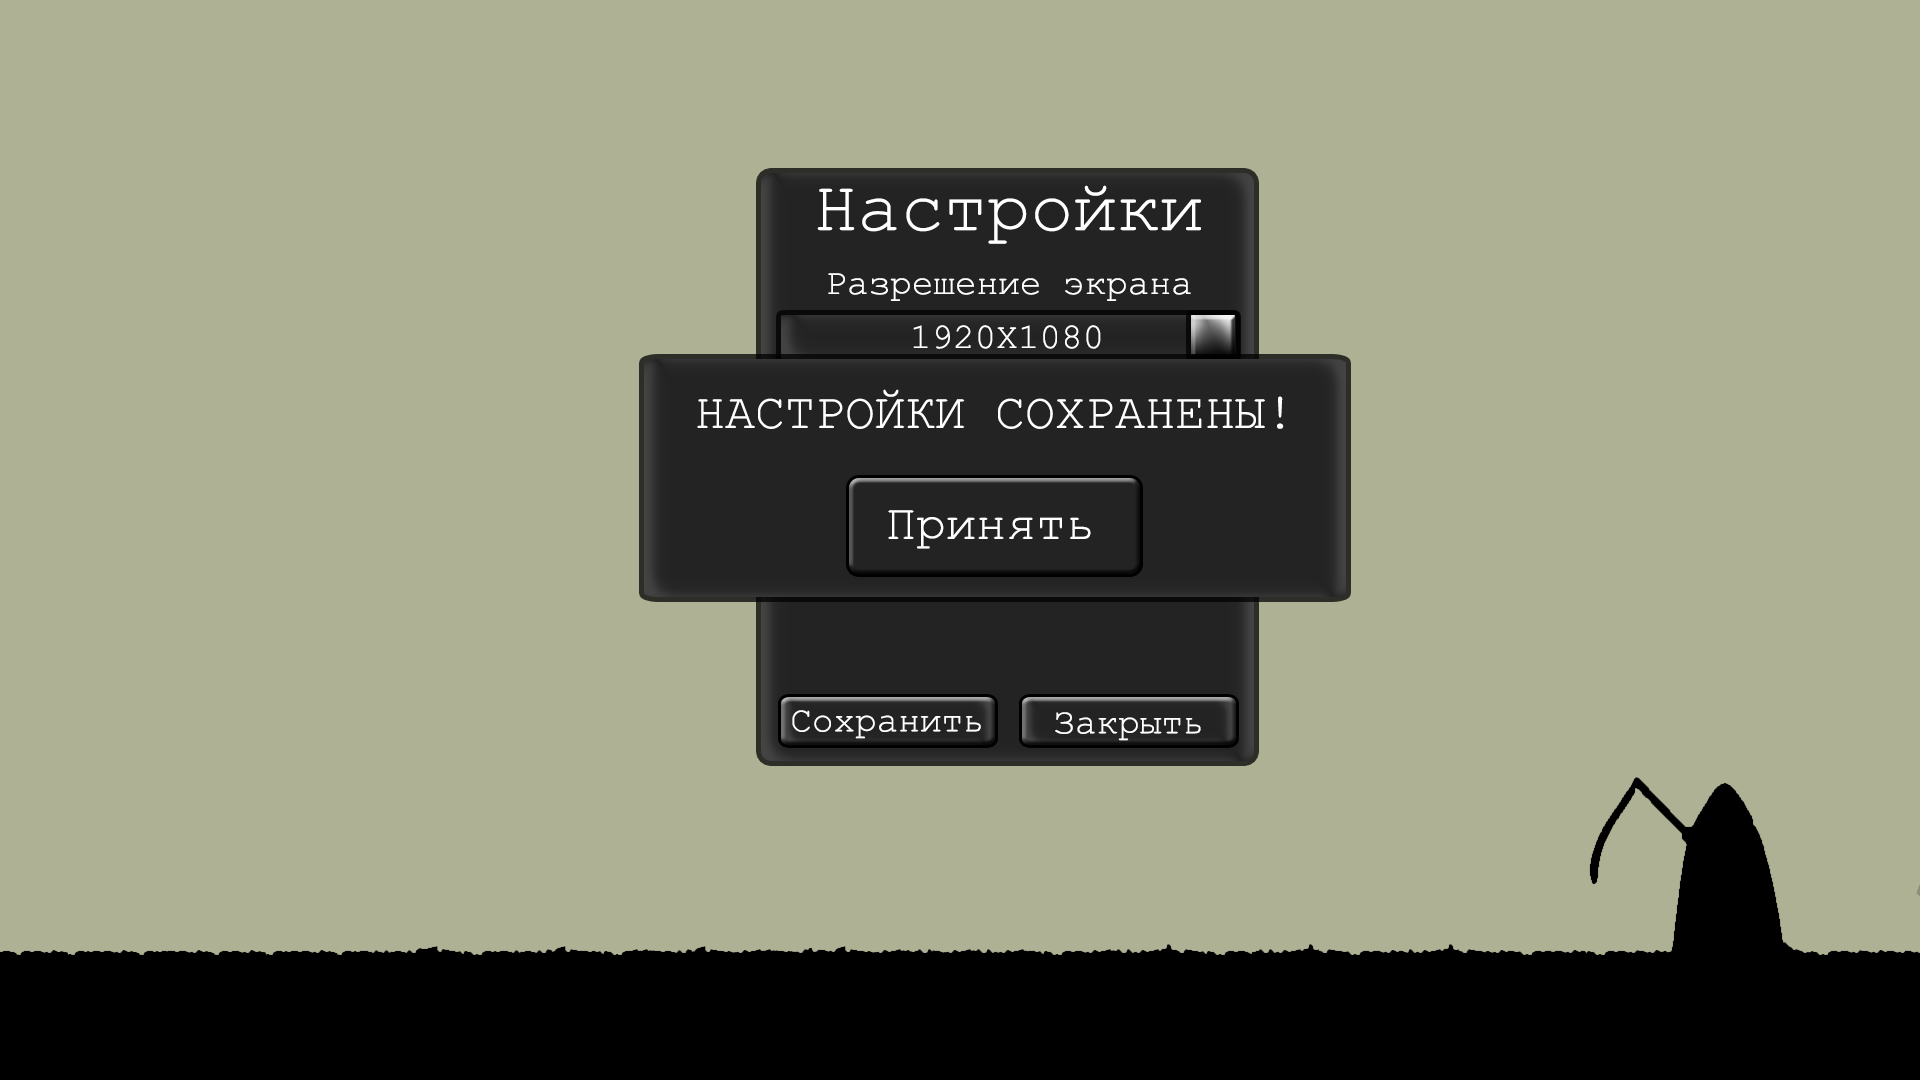 Настройки
Разрешение экрана
1920X1080
НАСТРОЙКИ СОХРАНЕНЫ!
Принять
Сохранить
Закрыть